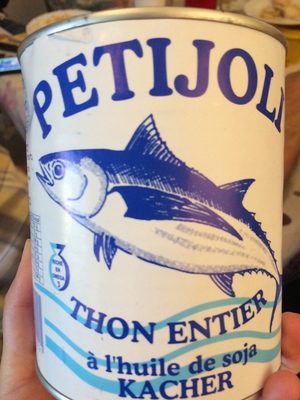 PETIJOLI
THON ENTIER
à l'huile de soja
KACHER